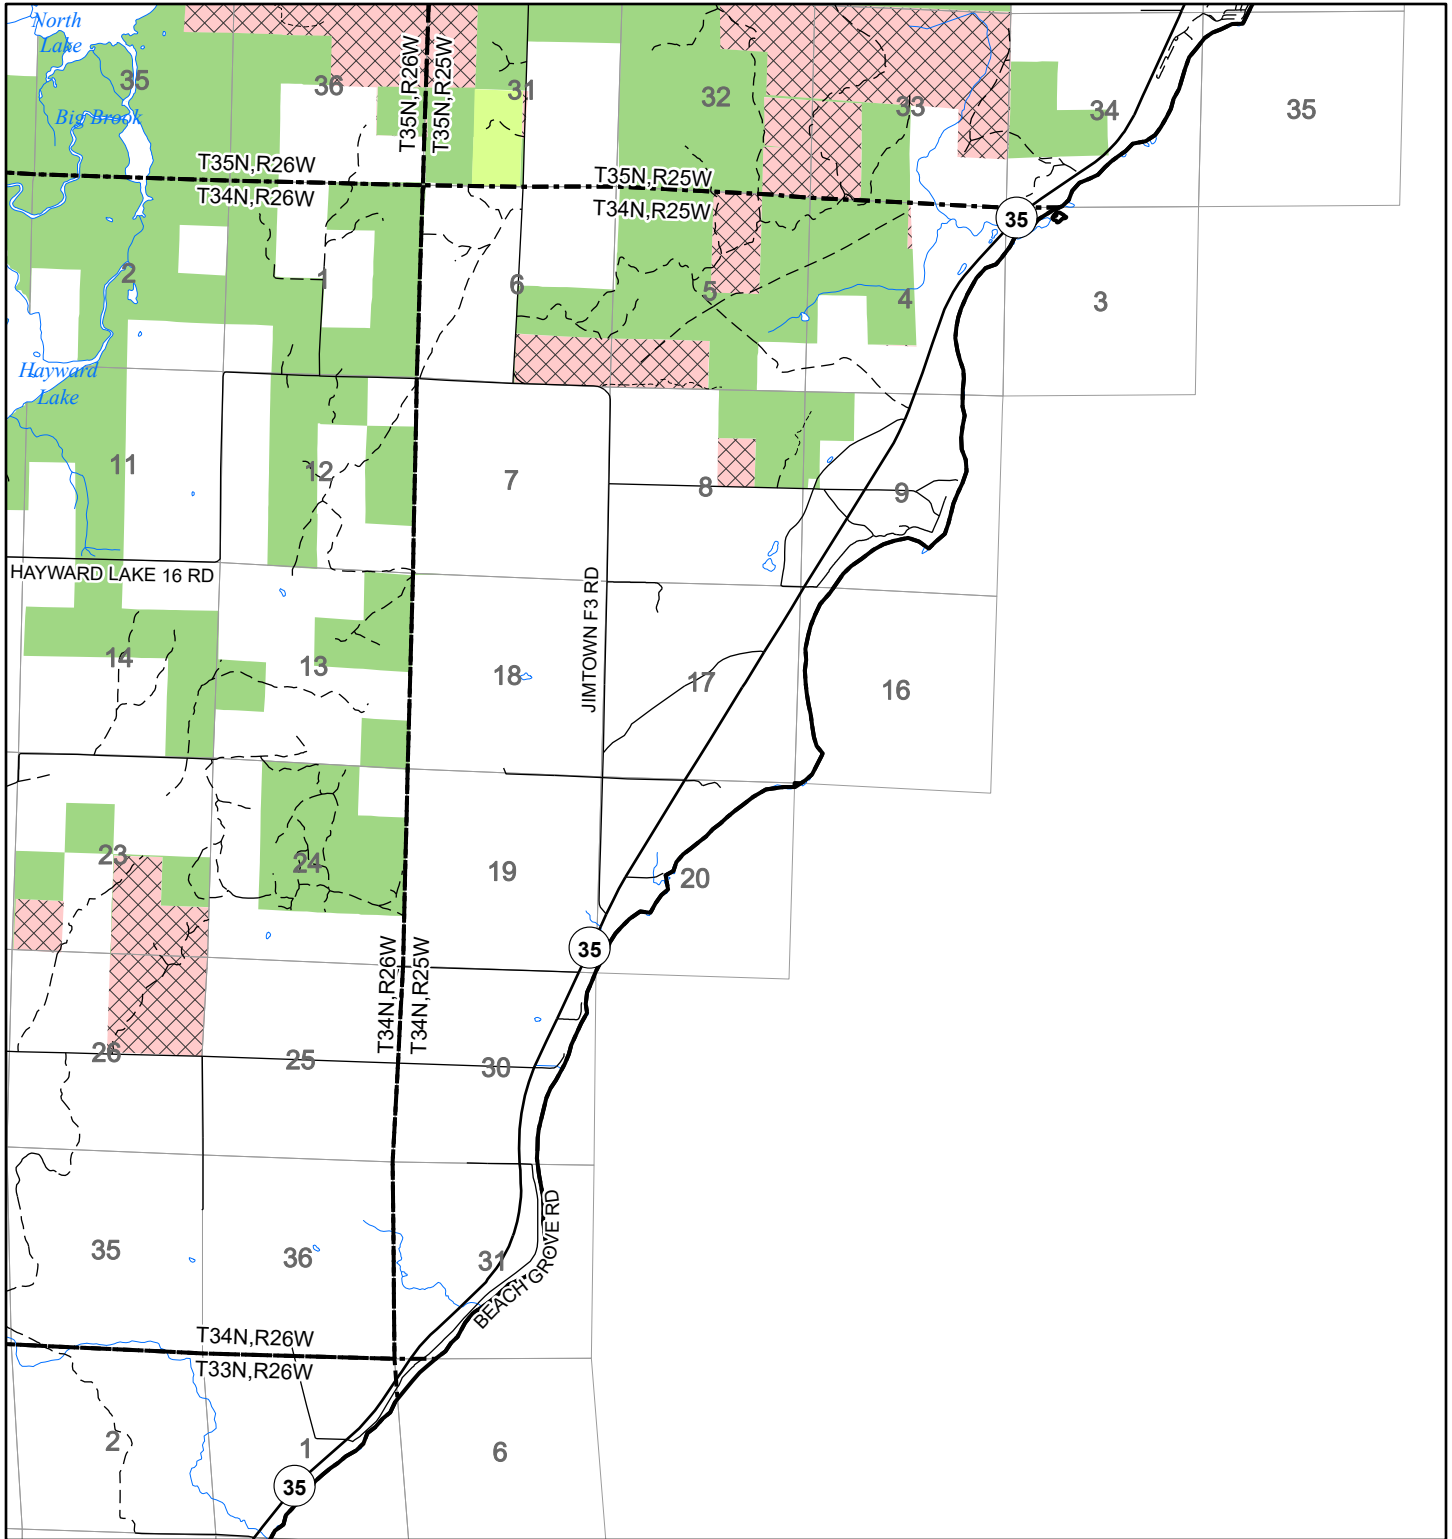 North
Lake
35
36
T35N,R26W
T35N,R25W
31
32
33
34
35
Big Brook
T35N,R26W
T34N,R26W
T35N,R25W
T34N,R25W
35
2
1
6
5
4
3
Hayward
Lake
11
12
7
8
9
HAYWARD LAKE 16 RD
JIMTOWN F3 RD
14
13
18
17
16
23
24
19
20
T34N,R26W
T34N,R25W
35
26
25
30
35
36
31
BEACH GROVE RD
T34N,R26W
T33N,R26W
2
1
6
35